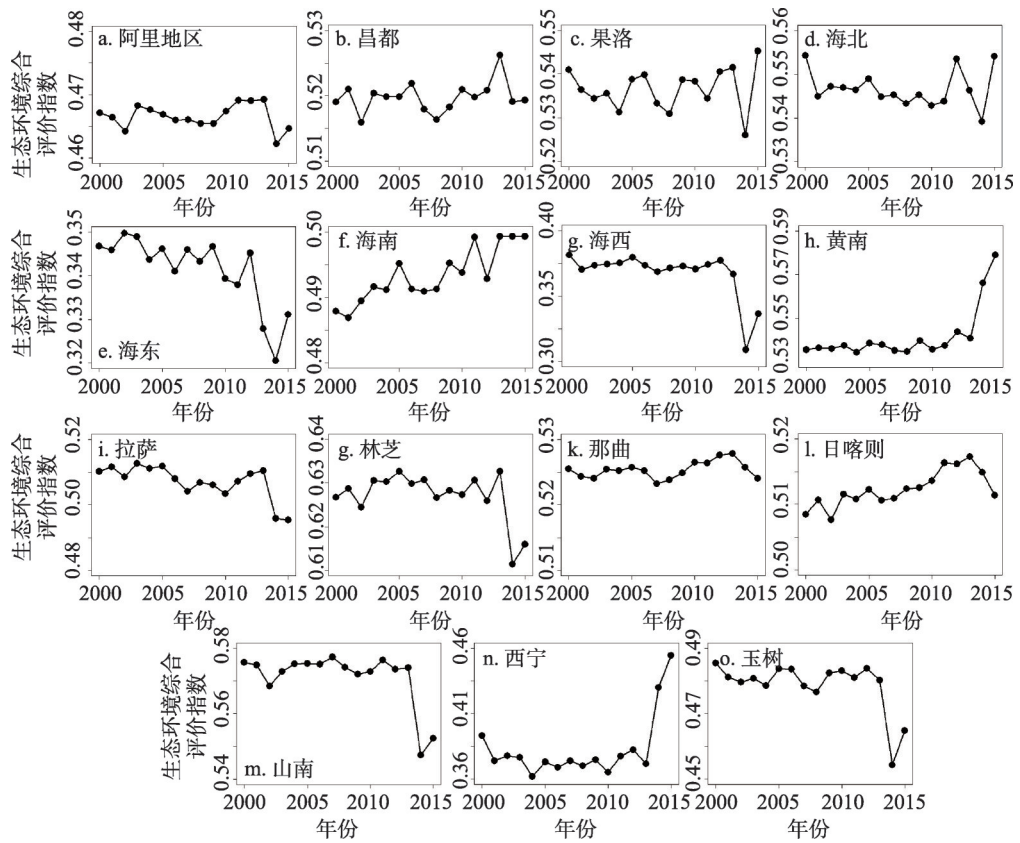 生态环境综合
评价指数
0.48
0.47
0.46
a. 阿里地区
2000 2005 2010 2015
年份
0.53
0.52
0.51
b. 昌都
2000 2005 2010 2015
年份
0.55
0.54
0.53
0.52
c. 果洛
2000 2005 2010 2015
年份
0.56
0.55
0.54
0.53
d. 海北
2000 2005 2010 2015
年份
生态环境综合
评价指数
0.35
0.34
0.33
0.32
e. 海东
2000 2005 2010 2015
年份
0.50
0.49
0.48
f. 海南
2000 2005 2010 2015
年份
0.40
0.35
0.30
g. 海西
2000 2005 2010 2015
年份
0.59
0.57
0.55
0.53
h. 黄南
2000 2005 2010 2015
年份
生态环境综合
评价指数
0.52
0.50
0.48
i. 拉萨
2000 2005 2010 2015
年份
0.64
0.63
0.62
0.61
g. 林芝
2000 2005 2010 2015
年份
0.53
0.52
0.51
k. 那曲
2000 2005 2010 2015
年份
0.52
0.51
0.50
l. 日喀则
2000 2005 2010 2015
年份
生态环境综合
评价指数
0.58
0.56
0.54
m. 山南
2000 2005 2010 2015
年份
0.46
0.41
0.36
n. 西宁
2000 2005 2010 2015
年份
0.49
0.47
0.45
o. 玉树
2000 2005 2010 2015
年份